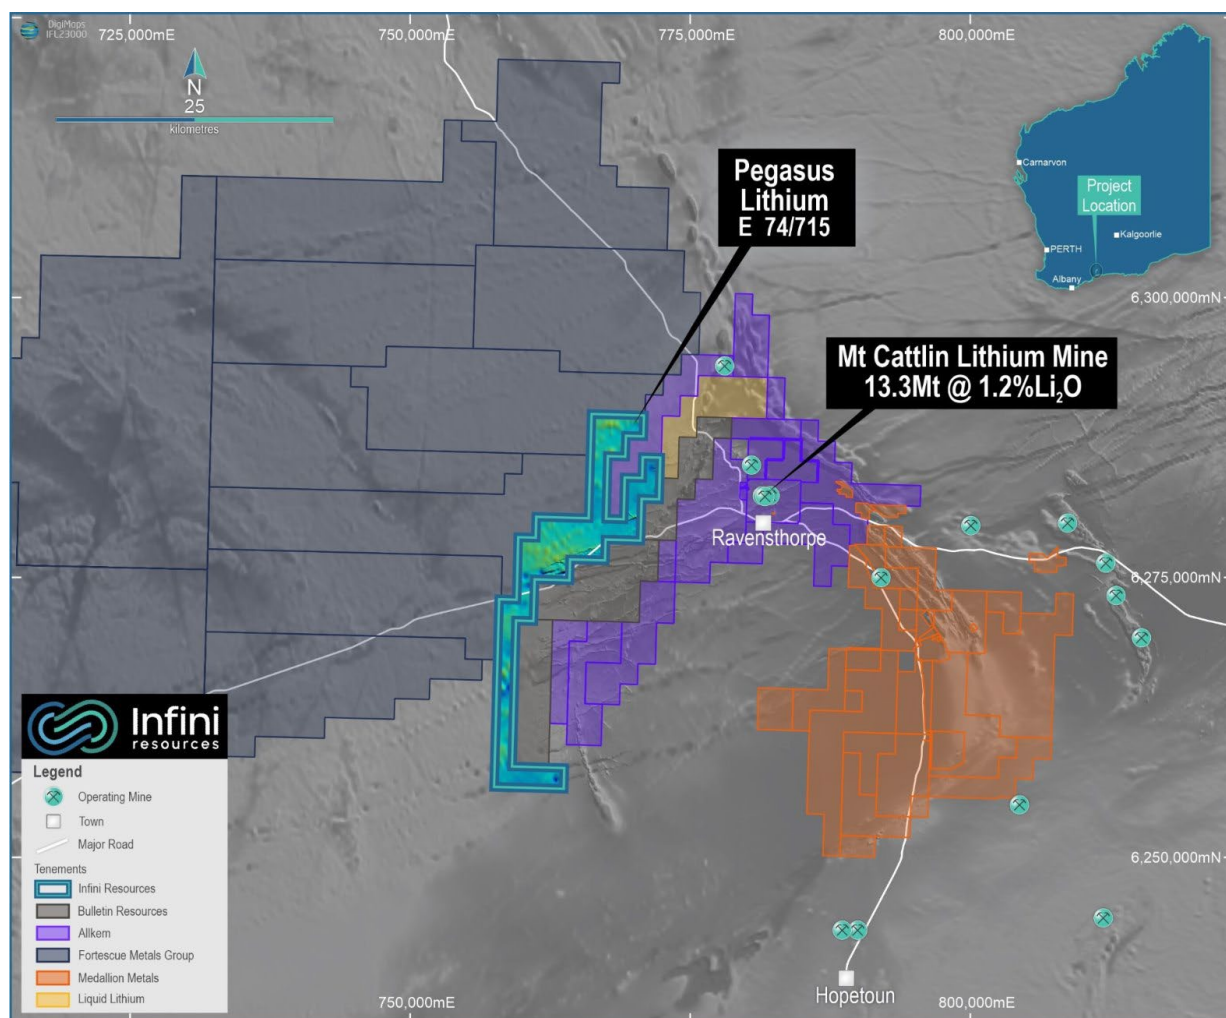 DigiMaps
IFL23000
725,000mE
750,000mE
775,000mE
800,000mE
N
25
kilometres
Carnarvon
Project
Location
Kalgoorlie
PERTH
Albany
Pegasus
Lithium
E 74/715
6,300,000mN
Mt Cattlin Lithium Mine
13.3Mt @ 1.2%Li₂O
Ravensthorpe
6,275,000mN
Infini
resources
Legend
Operating Mine
Town
Major Road
Tenements
Infini Resources
Bulletin Resources
Allkem
Fortescue Metals Group
Medallion Metals
Liquid Lithium
6,250,000mN
Hopetoun
750,000mE
800,000mE